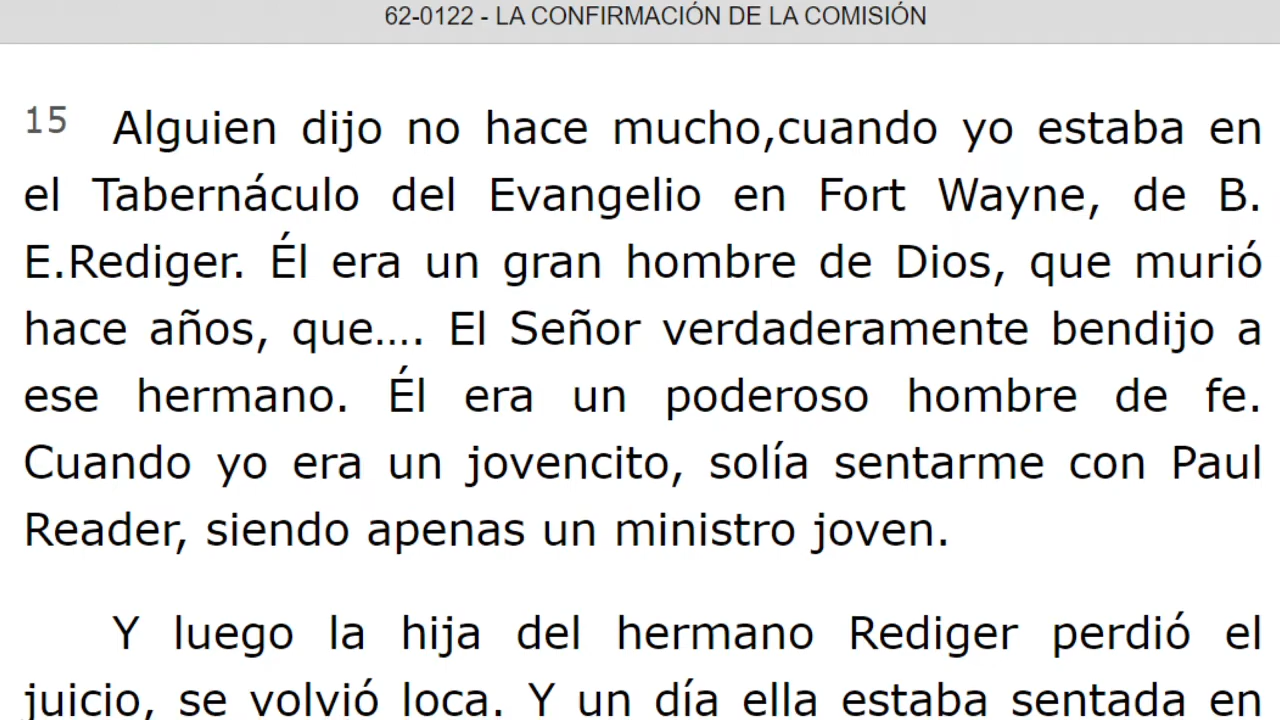 62-0122 - LA CONFIRMACIÓN DE LA COMISIÓN
15 Alguien dijo no hace mucho,cuando yo estaba en
el Tabernáculo del Evangelio en Fort Wayne, de B.
E.Rediger. Él era un gran hombre de Dios, que murió
hace años, que.... El Señor verdaderamente bendijo a
ese hermano. Él era un poderoso hombre de fe.
Cuando yo era un jovencito, solía sentarme con Paul
Reader, siendo apenas un ministro joven.
Y luego la hija del hermano Rediger perdió el
juicio, se volvió loca. Y un día ella estaba sentada en